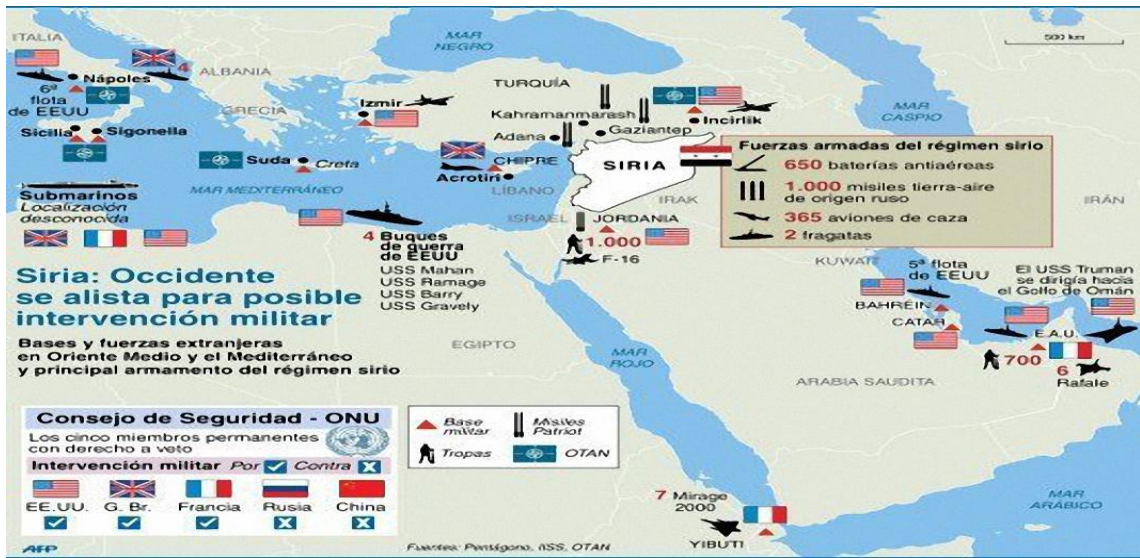 ITALIA
MAR
NEGRO
500 km
4
ALBANIA
Nápoles
6ª
flota
de EEUU
TURQUÍA
MAR
CASPIO
GRECIA
Izmir
Kahramanmarash
Incirlik
Adana
Gaziantep
Sicilia
Sigonella
Suda
Creta
CHIPRE
Acrotiri
SIRIA
Fuerzas armadas del régimen sirio
650 baterías antiaéreas
1.000 misiles tierra-aire
de origen ruso
365 aviones de caza
2 fragatas
MAR MEDITERRÁNEO
LÍBANO
IRAK
IRÁN
Submarinos
Localización
desconocida
ISRAEL
JORDANIA
1.000
F-16
4 Buques
de guerra
de EEUU
USS Mahan
USS Ramage
USS Barry
USS Gravely
KUWAIT
5ª flota
de EEUU
El USS Truman
se dirigía hacia
el Golfo de Omán
BAHRÉIN
CATAR
E.A.U.
700
6
Rafale
Siria: Occidente
se alista para posible
intervención militar
Bases y fuerzas extranjeras
en Oriente Medio y el Mediterráneo
y principal armamento del régimen sirio
EGIPTO
MAR
ROJO
ARABIA SAUDITA
Consejo de Seguridad - ONU
Los cinco miembros permanentes
con derecho a veto
Intervención militar Por Contra
EE.UU. G. Br. Francia Rusia China
Base
militar
Misiles
Patriot
Tropas
OTAN
7 Mirage
2000
YIBUTI
MAR
ARÁBICO
AFP
Fuentes: Pentágono, IISS, OTAN